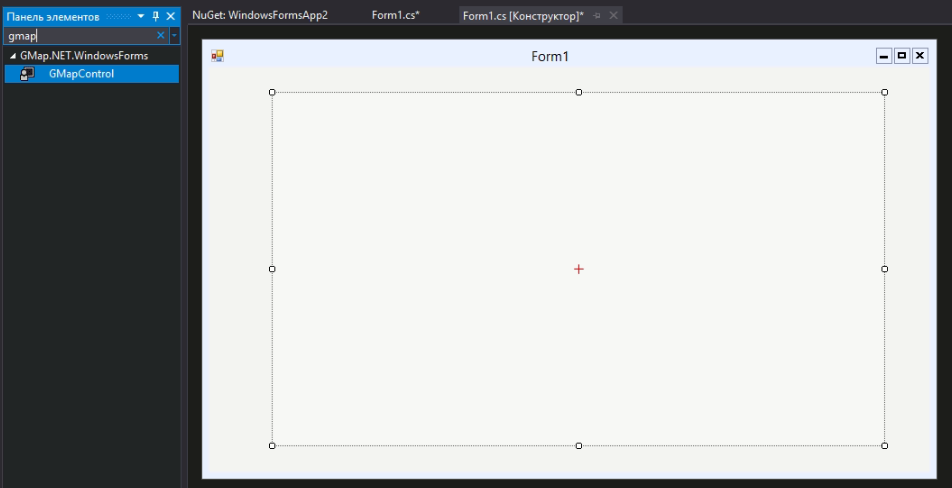 Панель элементов
NuGet: WindowsFormsApp2
Form1.cs*
Form1.cs [Конструктор]*
gmap
GMap.NET.WindowsForms
GMapControl
Form1